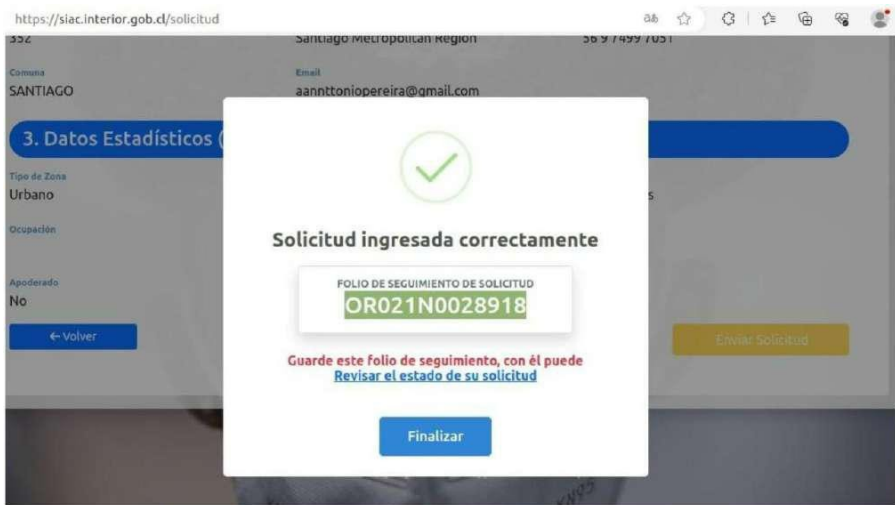 https://siac.interior.gob.cl/solicitud
352
Santiago Metropolitan Region
56 9 7499 7051
Comuna
SANTIAGO
Email
aannttoniopereira@gmail.com
3. Datos Estadísticos (
Tipo de Zona
Urbano
s
Ocupación
Apoderado
No
Solicitud ingresada correctamente
FOLIO DE SEGUIMIENTO DE SOLICITUD
OR021N0028918
Guarde este folio de seguimiento, con él puede
Revisar el estado de su solicitud
Finalizar
← Volver
Enviar Solicitud